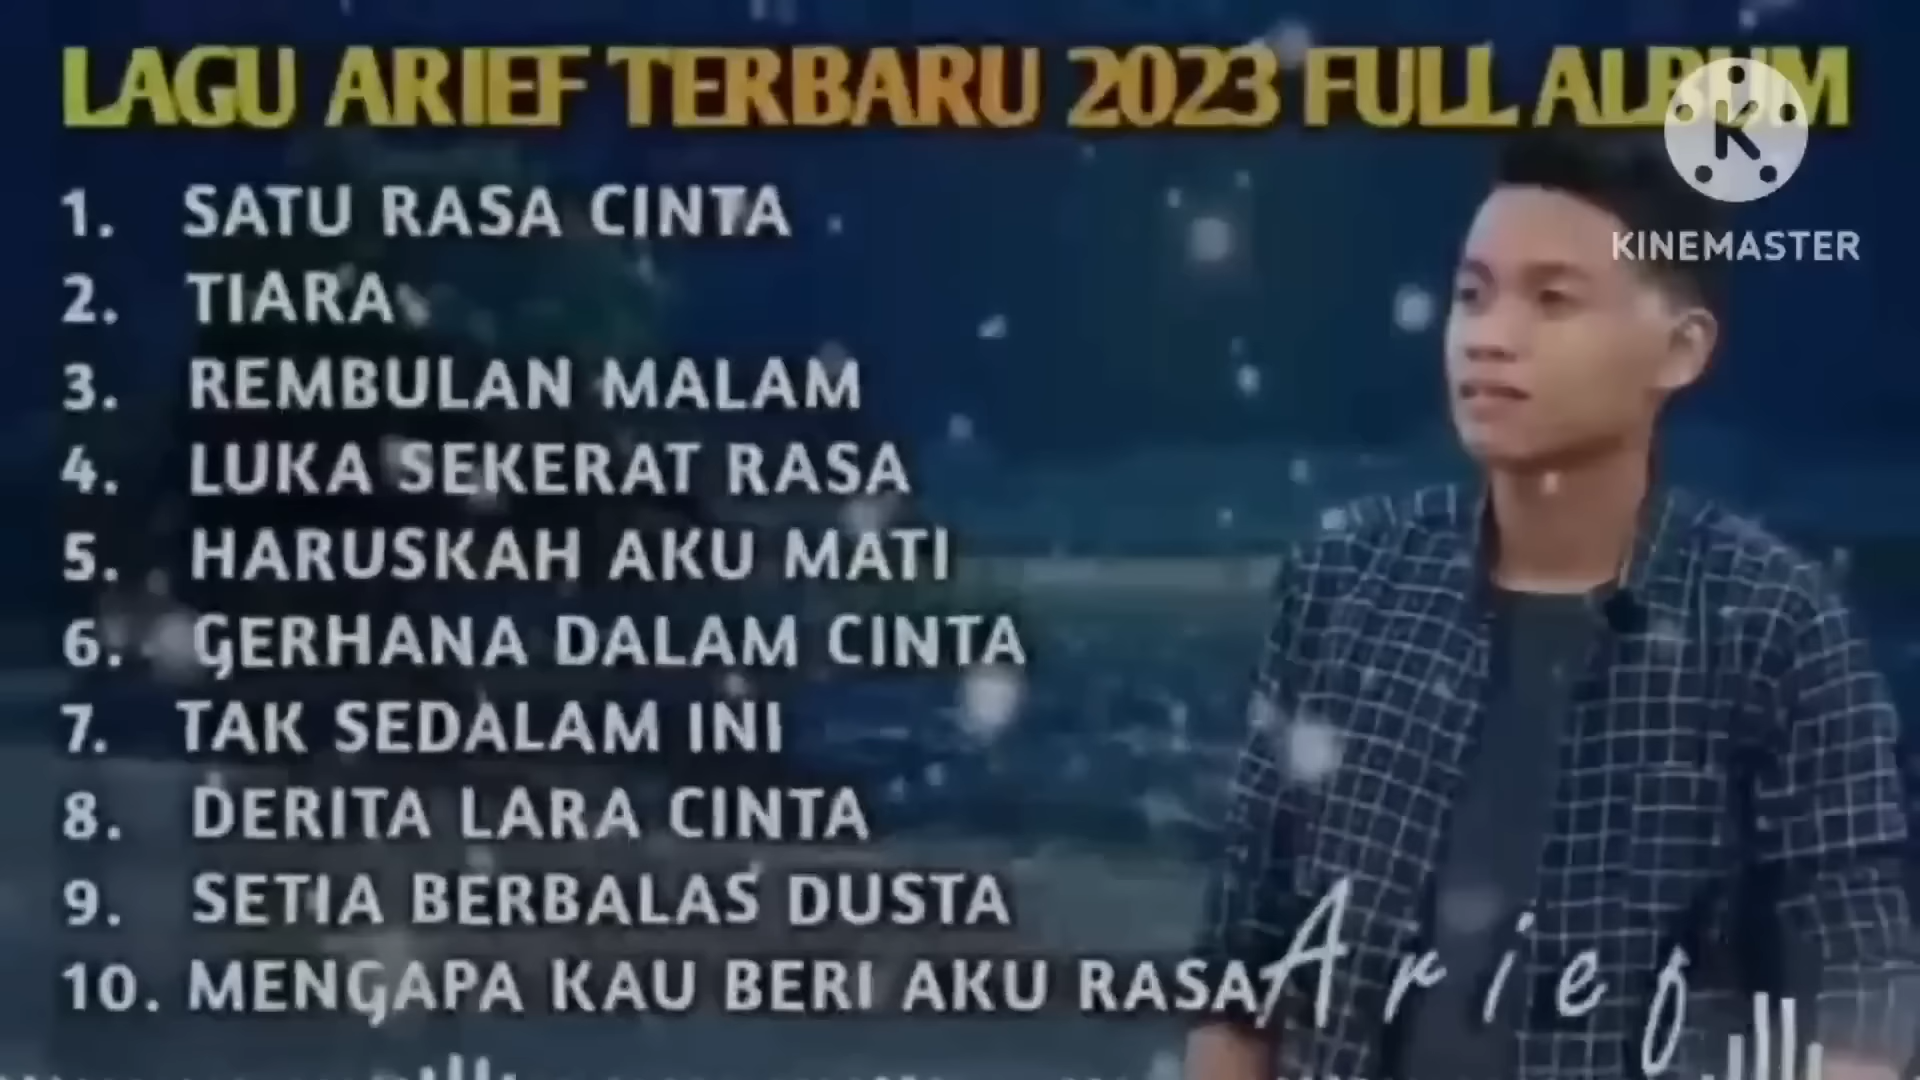 LAGU ARIEF TERBARU 2023 FULL ALBUM
K
KINEMASTER
1. SATU RASA CINTA
2. TIARA
3. REMBULAN MALAM
4. LUKA SEKERAT RASA
5. HARUSKAH AKU MATI
6. GERHANA DALAM CINTA
7. TAK SEDALAM INI
8. DERITA LARA CINTA
9. SETIA BERBALAS DUSTA
10. MENGAPA KAU BERI AKU RASA
Arief